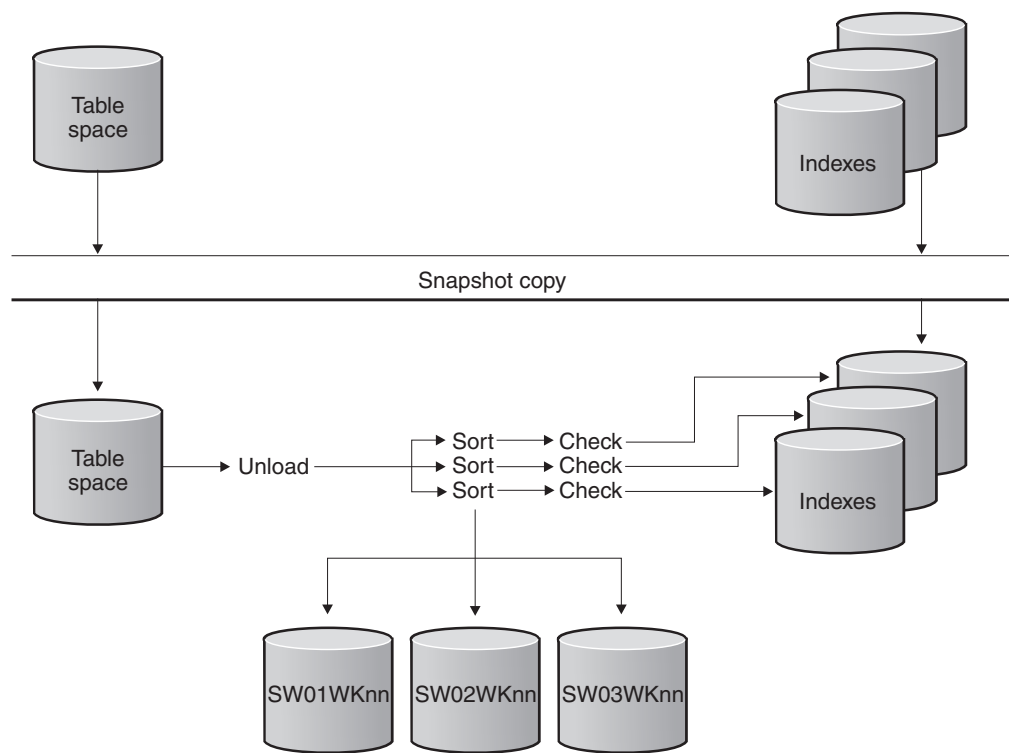 Table
space
Indexes
Snapshot copy
Table
space
Unload
Sort
Check
Sort
Check
Sort
Check
Indexes
SW01WKnn
SW02WKnn
SW03WKnn